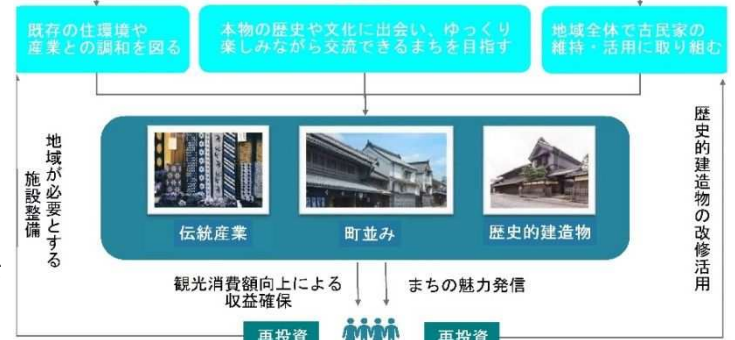 既存の住環境や
産業との調和を図る
本物の歴史や文化に出会い、ゆっくり
楽しみながら交流できるまちを目指す
地域全体で古民家の
維持・活用に取り組む
地域が必要とする
施設整備
伝統産業
町並み
歴史的建造物
歴史的建造物の改修活用
観光消費額向上による
収益確保
まちの魅力発信
再投資
再投資